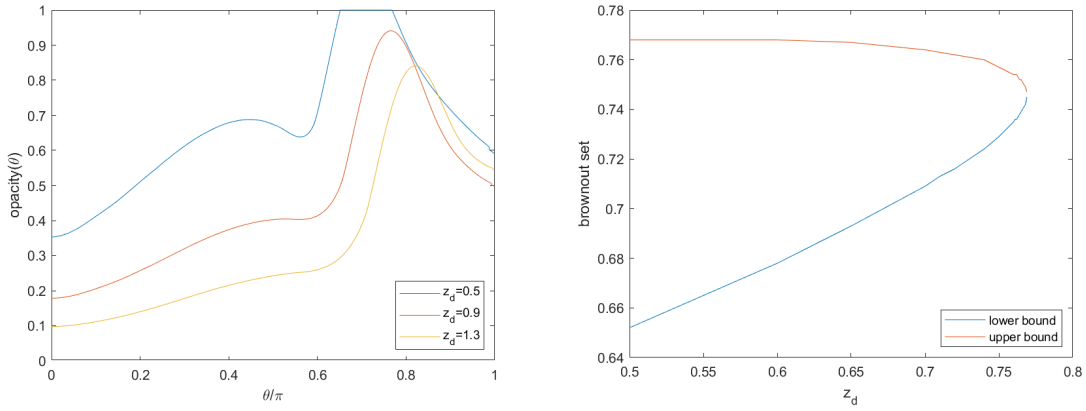 1
0.9
0.8
0.7
0.6
0.5
0.4
0.3
0.2
0.1
0
opacity(θ)
0 0.2 0.4 0.6 0.8 1
θ/π
z_d=0.5
z_d=0.9
z_d=1.3
0.78
0.76
0.74
0.72
0.7
0.68
0.66
0.64
brownout set
0.5 0.55 0.6 0.65 0.7 0.75 0.8
z_d
lower bound
upper bound